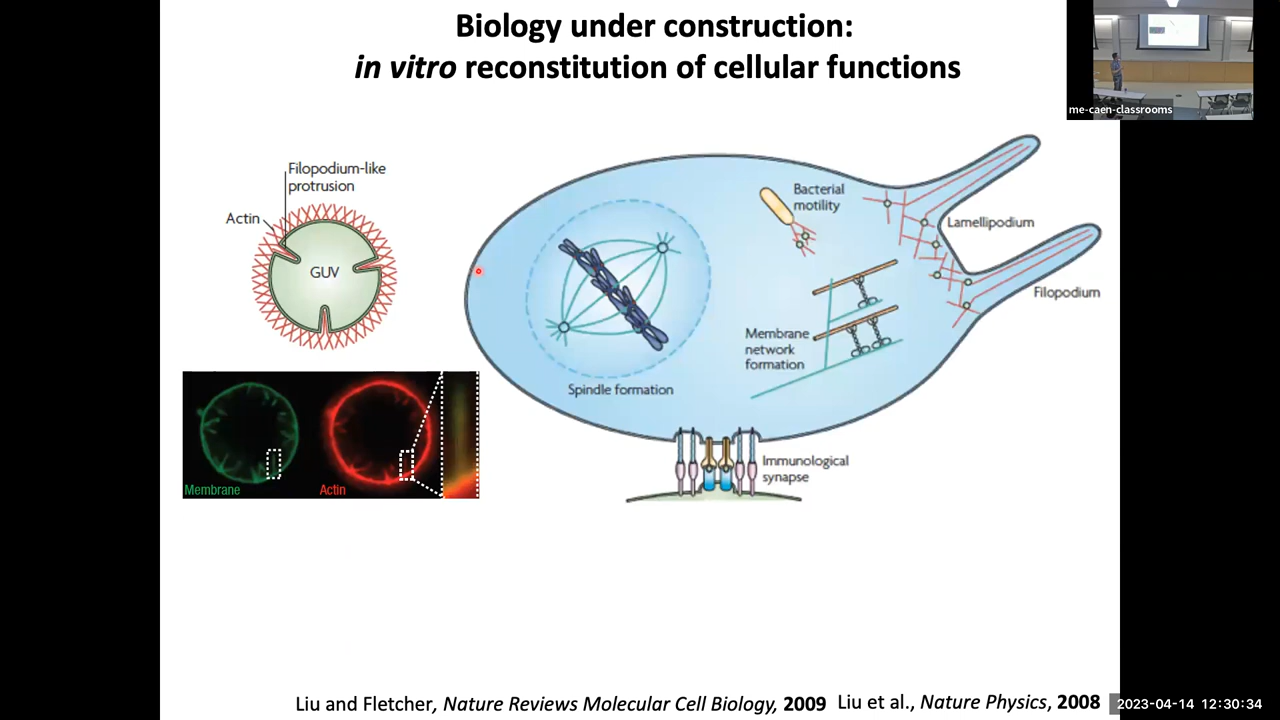 Biology under construction:
in vitro reconstitution of cellular functions
me-caen-classrooms
Filopodium-like
protrusion
Actin
GUV
Membrane
Actin
Bacterial
motility
Lamellipodium
Filopodium
Membrane
network
formation
Spindle formation
Immunological
synapse
Liu and Fletcher, Nature Reviews Molecular Cell Biology, 2009 Liu et al., Nature Physics, 2008
2023-04-14 12:30:34